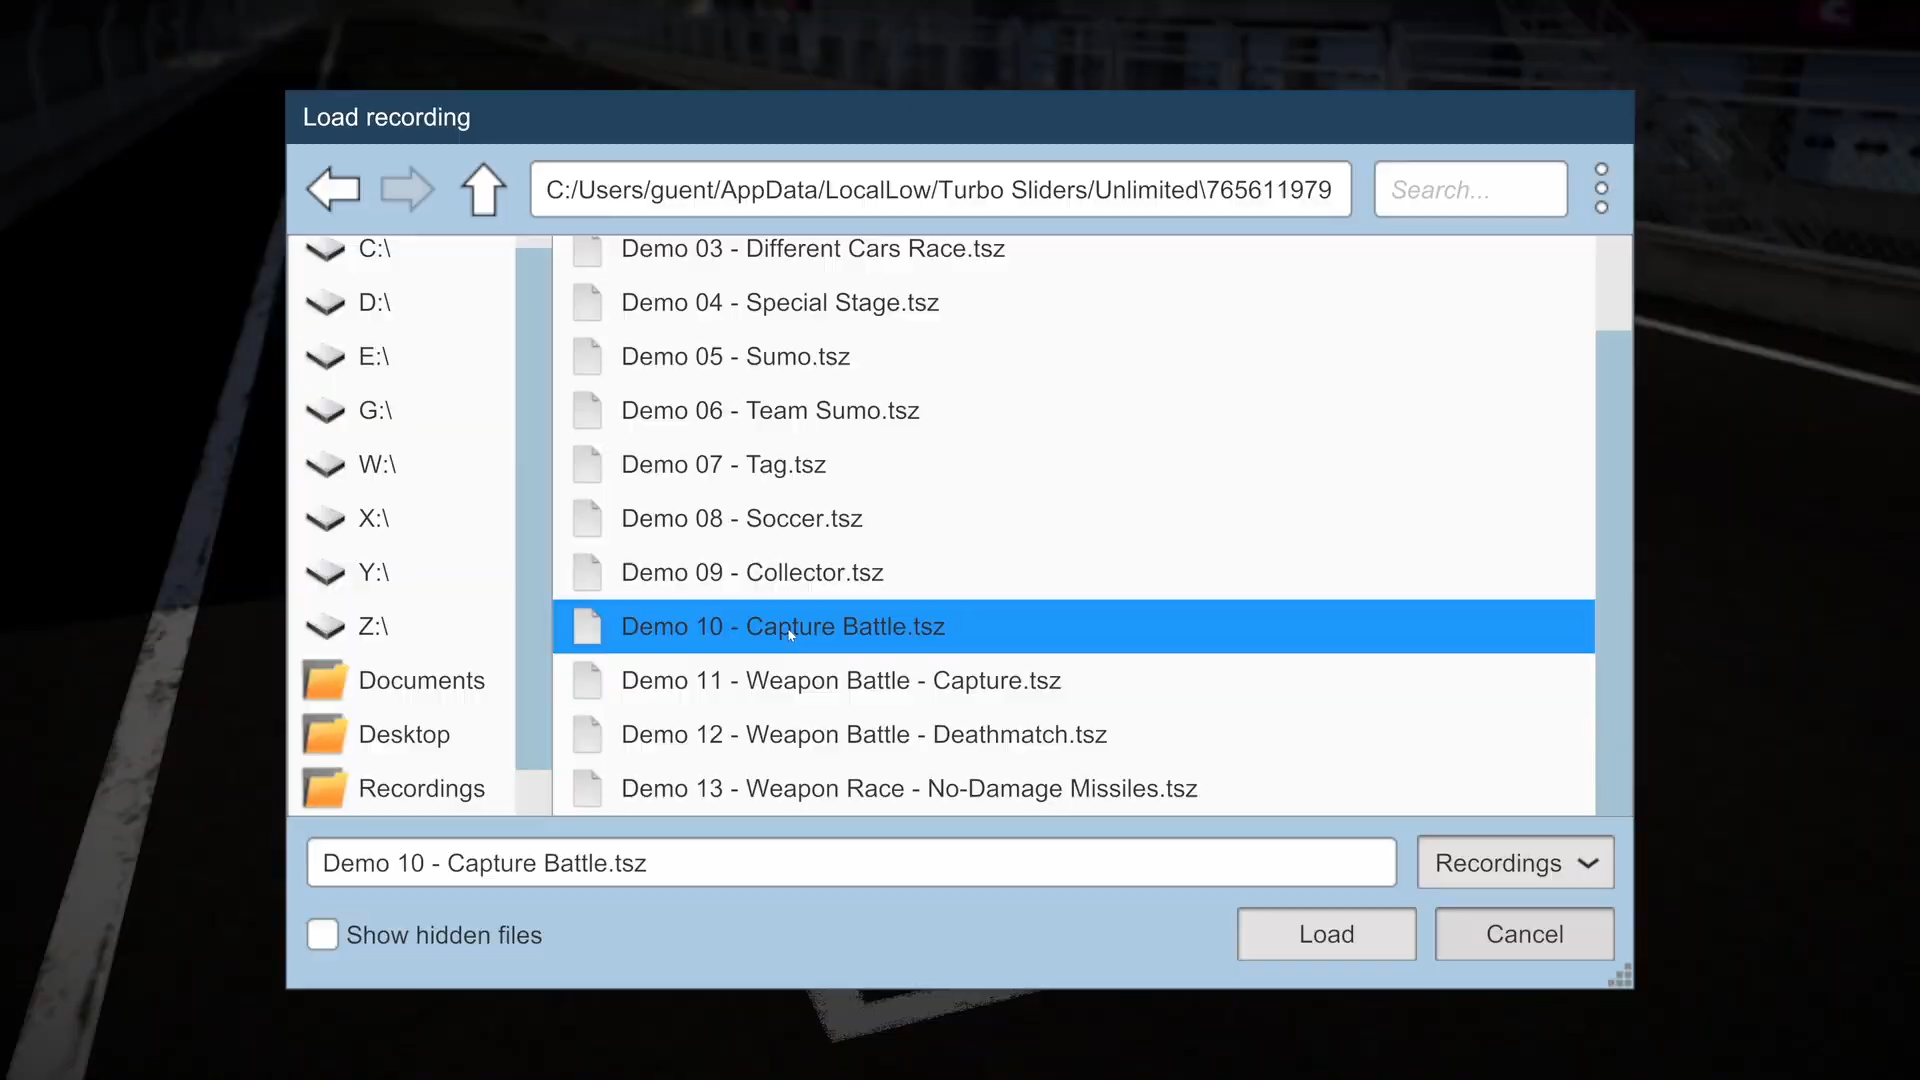 Load recording
C:/Users/guent/AppData/LocalLow/Turbo Sliders/Unlimited\765611979
Search...
C:\
D:\
E:\
G:\
W:\
X:\
Y:\
Z:\
Documents
Desktop
Recordings
Demo 03 - Different Cars Race.tsz
Demo 04 - Special Stage.tsz
Demo 05 - Sumo.tsz
Demo 06 - Team Sumo.tsz
Demo 07 - Tag.tsz
Demo 08 - Soccer.tsz
Demo 09 - Collector.tsz
Demo 10 - Capture Battle.tsz
Demo 11 - Weapon Battle - Capture.tsz
Demo 12 - Weapon Battle - Deathmatch.tsz
Demo 13 - Weapon Race - No-Damage Missiles.tsz
Demo 10 - Capture Battle.tsz
Recordings
Show hidden files
Load
Cancel